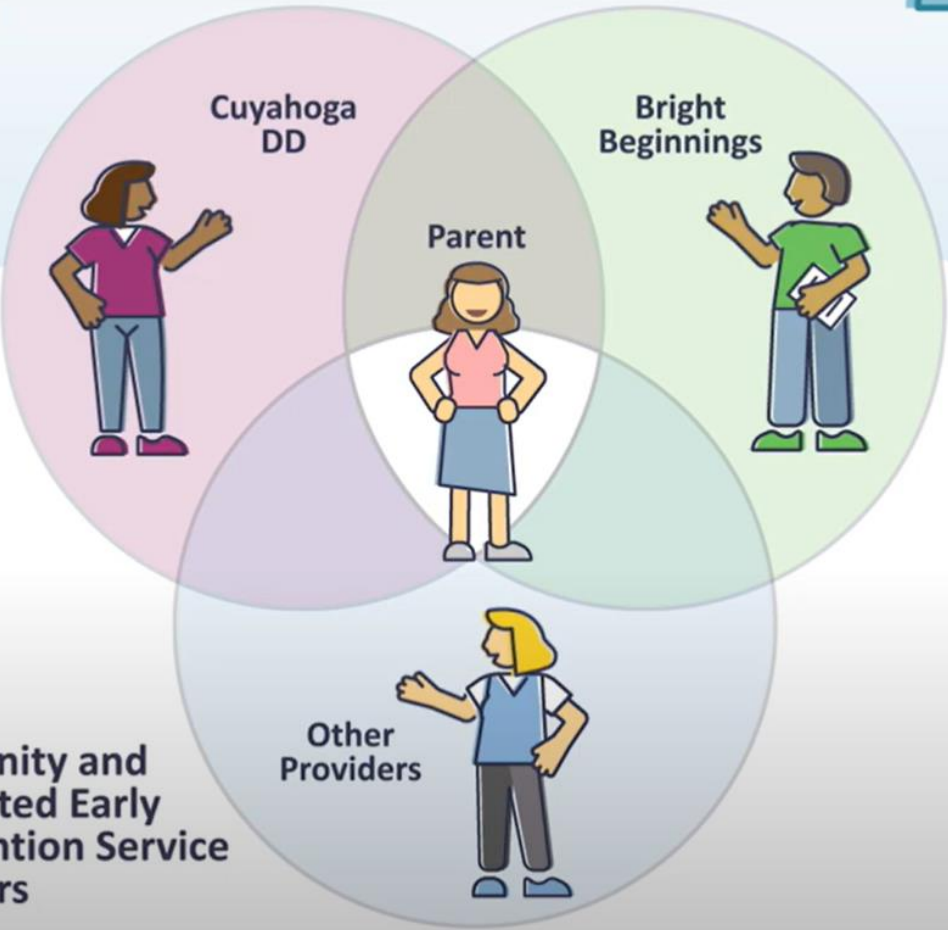 Cuyahoga
DD
Bright
Beginnings
Parent
Other
Providers
nity and
ted Early
ntion Service
rs